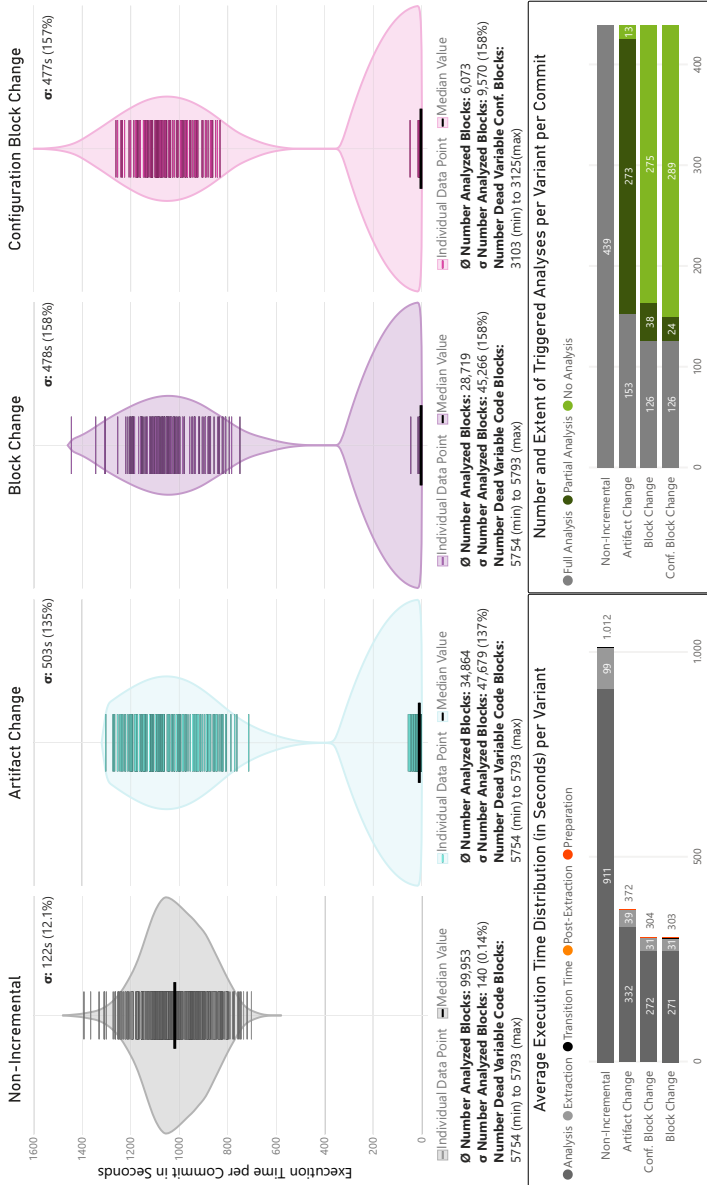 Non-Incremental
Artifact Change
Block Change
Configuration Block Change
σ: 122s (12.1%)
σ: 503s (135%)
σ: 478s (158%)
σ: 477s (157%)
Execution Time per Commit in Seconds
1600
1400
1200
1000
800
600
400
200
0
Individual Data Point Median Value
Ø Number Analyzed Blocks: 99,953
σ Number Analyzed Blocks: 140 (0.14%)
Number Dead Variable Code Blocks:
5754 (min) to 5793 (max)
Individual Data Point Median Value
Ø Number Analyzed Blocks: 34,864
σ Number Analyzed Blocks: 47,679 (137%)
Number Dead Variable Code Blocks:
5754 (min) to 5793 (max)
Individual Data Point Median Value
Ø Number Analyzed Blocks: 28,719
σ Number Analyzed Blocks: 45,266 (158%)
Number Dead Variable Code Blocks:
5754 (min) to 5793 (max)
Individual Data Point Median Value
Ø Number Analyzed Blocks: 6,073
σ Number Analyzed Blocks: 9,570 (158%)
Number Dead Variable Conf. Blocks:
3103 (min) to 3125(max)
Average Execution Time Distribution (in Seconds) per Variant
Analysis Extraction Transition Time Post-Extraction Preparation
Non-Incremental 911 99 1.012
Artifact Change 332 39 372
Conf. Block Change 272 31 304
Block Change 271 31 303
0 500 1.000
Number and Extent of Triggered Analyses per Variant per Commit
Full Analysis Partial Analysis No Analysis
Non-Incremental 439
Artifact Change 153 273 13
Block Change 126 38 275
Conf. Block Change 126 24 289
0 100 200 300 400